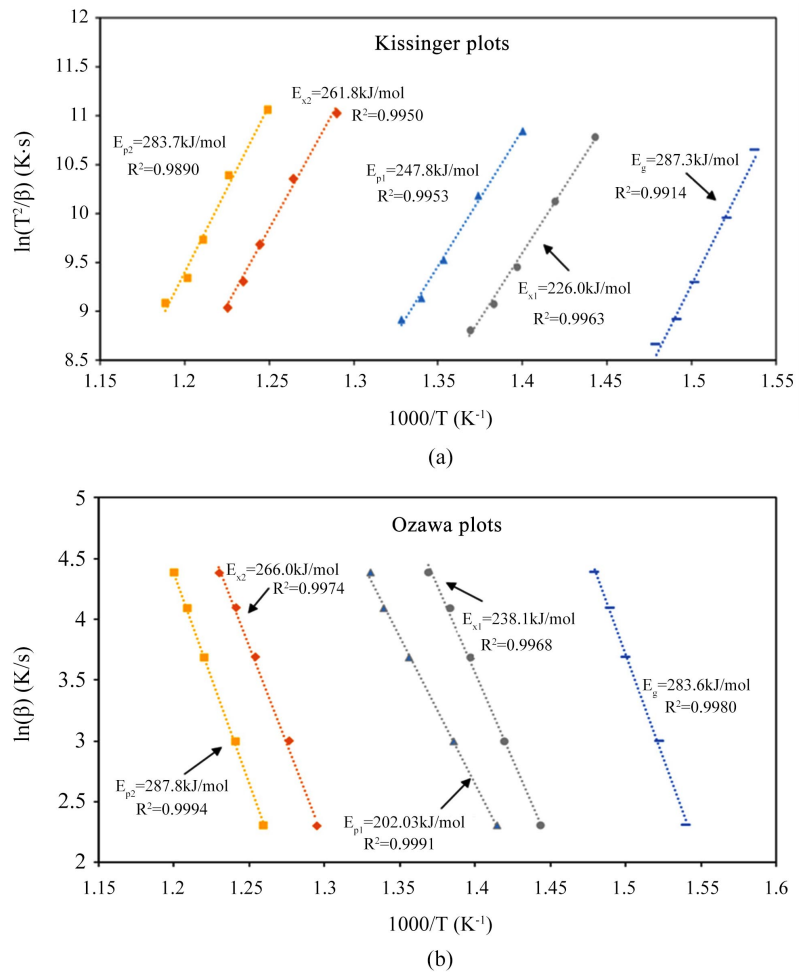 Kissinger plots
ln(T²/β) (K·s)
12
11.5
11
10.5
10
9.5
9
8.5
Eₚ₂=283.7kJ/mol
R²=0.9890
Eₓ₂=261.8kJ/mol
R²=0.9950
Eₚ₁=247.8kJ/mol
R²=0.9953
Eₓ₁=226.0kJ/mol
R²=0.9963
E_g=287.3kJ/mol
R²=0.9914
1.15 1.2 1.25 1.3 1.35 1.4 1.45 1.5 1.55
1000/T (K⁻¹)
(a)
Ozawa plots
ln(β) (K/s)
5
4.5
4
3.5
3
2.5
2
Eₓ₂=266.0kJ/mol
R²=0.9974
Eₓ₁=238.1kJ/mol
R²=0.9968
E_g=283.6kJ/mol
R²=0.9980
Eₚ₂=287.8kJ/mol
R²=0.9994
Eₚ₁=202.03kJ/mol
R²=0.9991
1.15 1.2 1.25 1.3 1.35 1.4 1.45 1.5 1.55 1.6
1000/T (K⁻¹)
(b)